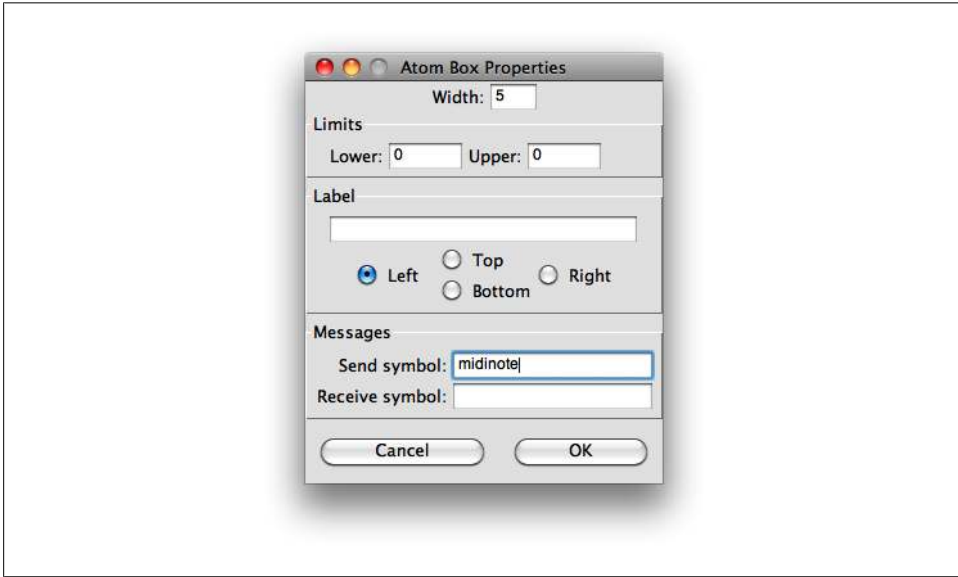 Atom Box Properties
Width: 5
Limits
Lower: 0 Upper: 0
Label
Top
Left Right
Bottom
Messages
Send symbol: midinote
Receive symbol:
Cancel OK